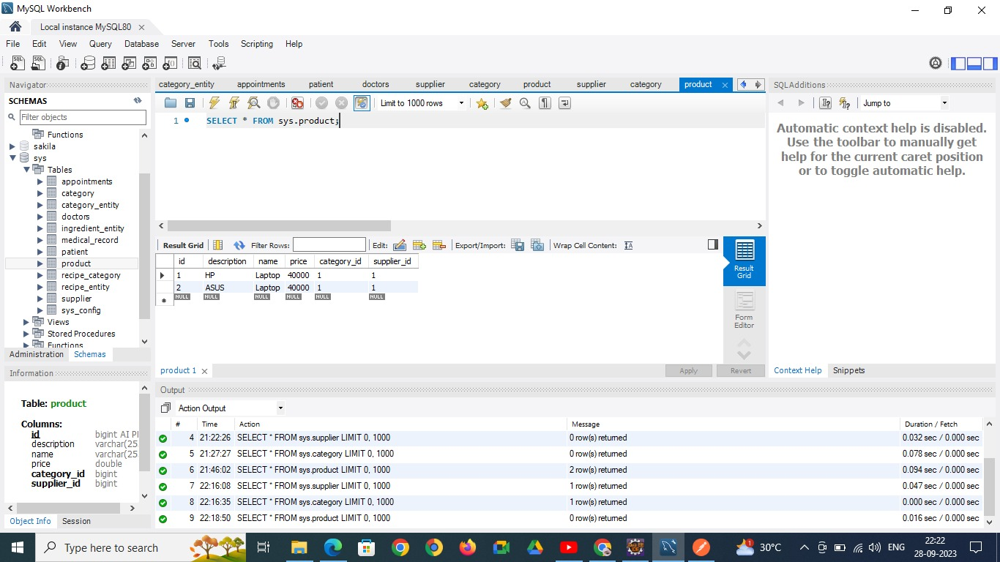 MySQL Workbench
Local instance MySQL80
File Edit View Query Database Server Tools Scripting Help
Navigator
SCHEMAS
Filter objects
Functions
sakila
sys
Tables
appointments
category
category_entity
doctors
ingredient_entity
medical_record
patient
product
recipe_category
recipe_entity
supplier
sys_config
Views
Stored Procedures
Functions
Administration Schemas
Information
Table: product
Columns:
id bigint AI P
description varchar(25
name varchar(25
price double
category_id bigint
supplier_id bigint
Object Info Session
category_entity appointments patient doctors supplier category product supplier category product
Limit to 1000 rows
1 SELECT * FROM sys.product;
Result Grid Filter Rows: Edit: Export/Import: Wrap Cell Content:
id description name price category_id supplier_id
1 HP Laptop 40000 1 1
2 ASUS Laptop 40000 1 1
NULL NULL NULL NULL NULL NULL
Result Grid
Form Editor
product 1
Apply Revert
SQLAdditions
Jump to
Automatic context help is disabled.
Use the toolbar to manually get
help for the current caret position
or to toggle automatic help.
Context Help Snippets
Output
Action Output
# Time Action Message Duration / Fetch
4 21:22:26 SELECT * FROM sys.supplier LIMIT 0, 1000 0 row(s) returned 0.032 sec / 0.000 sec
5 21:27:27 SELECT * FROM sys.category LIMIT 0, 1000 0 row(s) returned 0.078 sec / 0.000 sec
6 21:46:02 SELECT * FROM sys.product LIMIT 0, 1000 2 row(s) returned 0.094 sec / 0.000 sec
7 22:16:08 SELECT * FROM sys.supplier LIMIT 0, 1000 1 row(s) returned 0.047 sec / 0.000 sec
8 22:16:35 SELECT * FROM sys.category LIMIT 0, 1000 1 row(s) returned 0.000 sec / 0.000 sec
9 22:18:50 SELECT * FROM sys.product LIMIT 0, 1000 0 row(s) returned 0.016 sec / 0.000 sec
Type here to search
30°C
ENG
22:22
28-09-2023